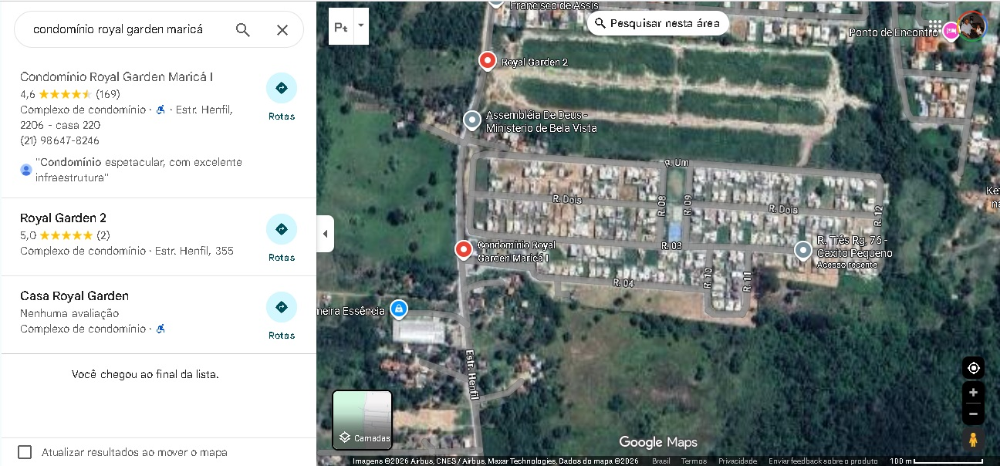 condomínio royal garden maricá
Condomínio Royal Garden Maricá I
4,6 (169)
Complexo de condomínio · · Estr. Henfil,
2206 - casa 220
(21) 98647-8246
"Condomínio espetacular, com excelente
infraestrutura"
Rotas
Royal Garden 2
5,0 (2)
Complexo de condomínio · Estr. Henfil, 355
Rotas
Casa Royal Garden
Nenhuma avaliação
Complexo de condomínio ·
Rotas
Você chegou ao final da lista.
Atualizar resultados ao mover o mapa
Pt
Francisco de Assis
Pesquisar nesta área
Ponto de Encontro
Royal Garden 2
Assembléia De Deus -
Ministerio de Bela Vista
R. Um
R. Dois
R. 08
R. 09
R. Dois
R. 12
Condomínio Royal
Garden Maricá I
R. 03
R. Três Rg, 76 -
Caxito Pequeno
Acesso recente
R. 04
R. 10
R. 11
meira Essência
Estr. Henfil
Camadas
Google Maps
Imagens ©2026 Airbus, CNES / Airbus, Maxar Technologies, Dados do mapa ©2026
Brasil
Termos
Privacidade
Enviar feedback sobre o produto
100 m